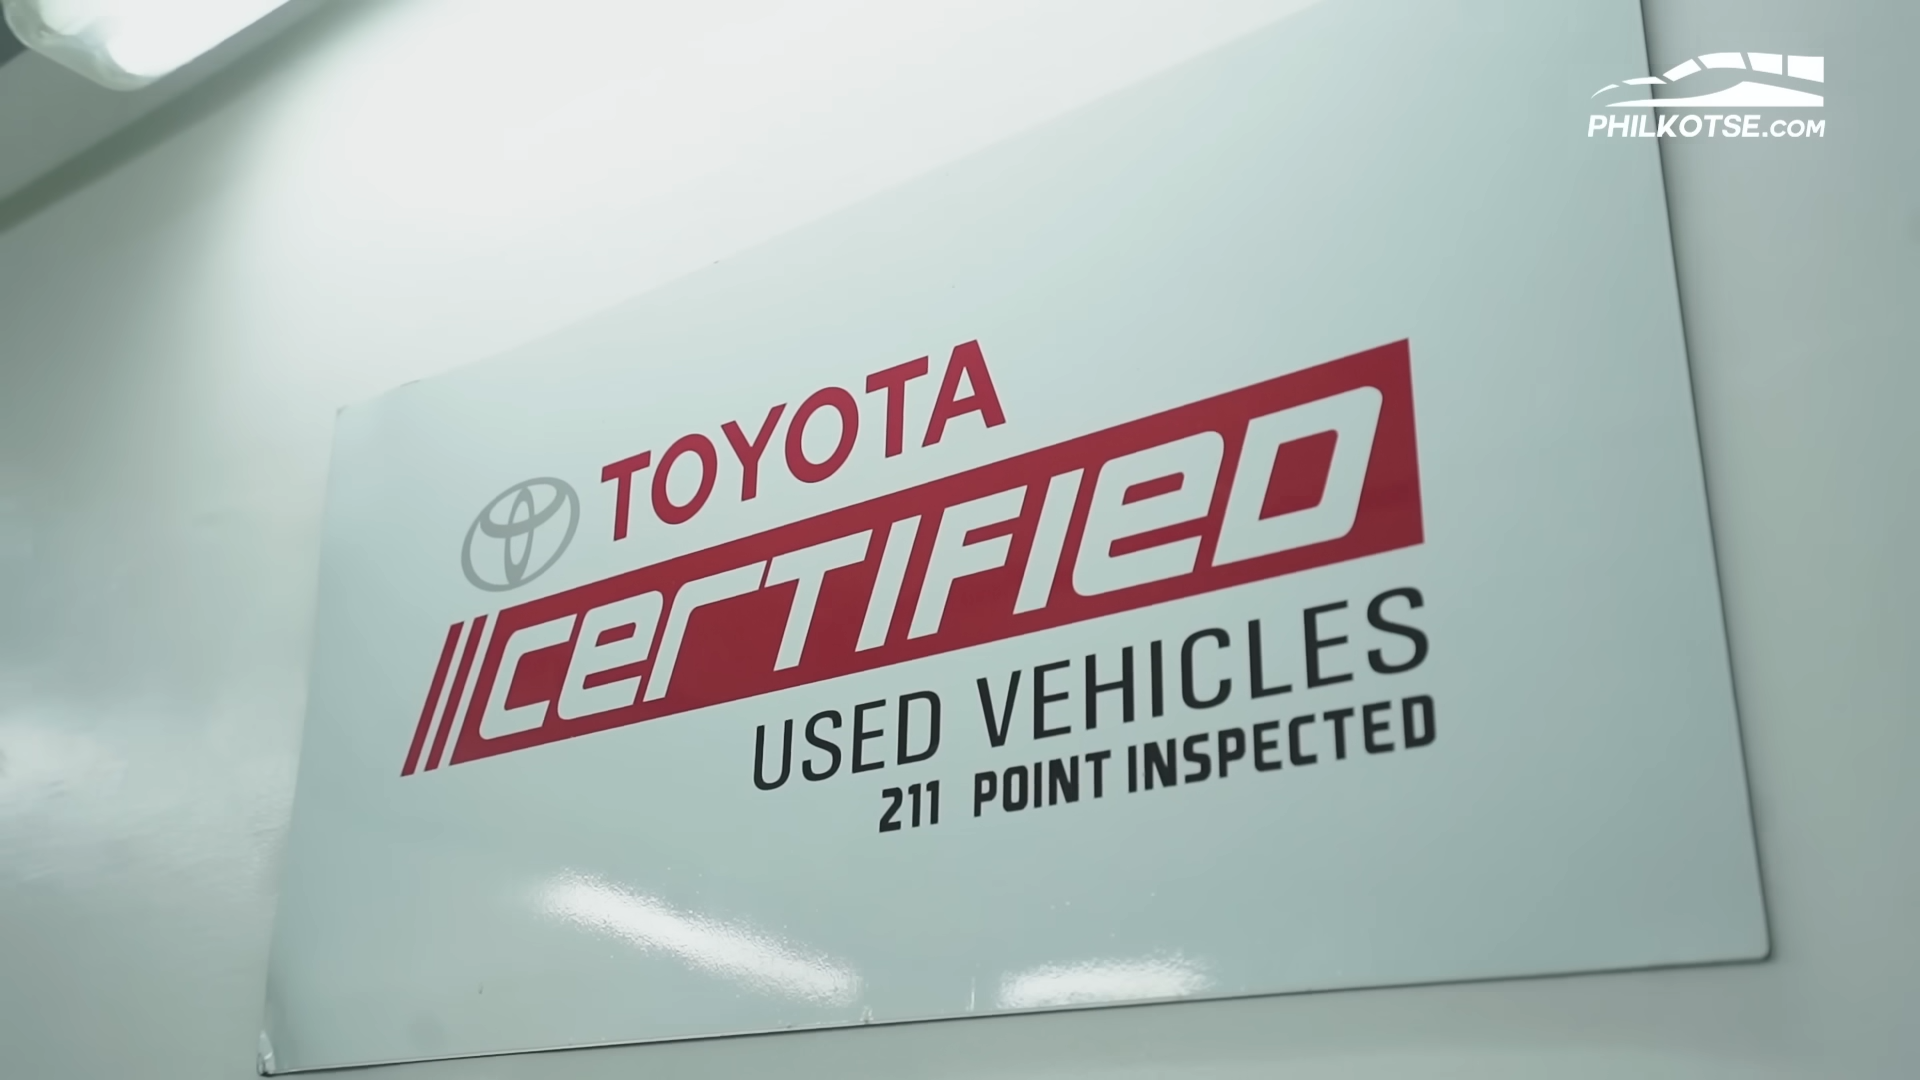 PHILKOTSE.COM
TOYOTA
CERTIFIED
USED VEHICLES
211 POINT INSPECTED